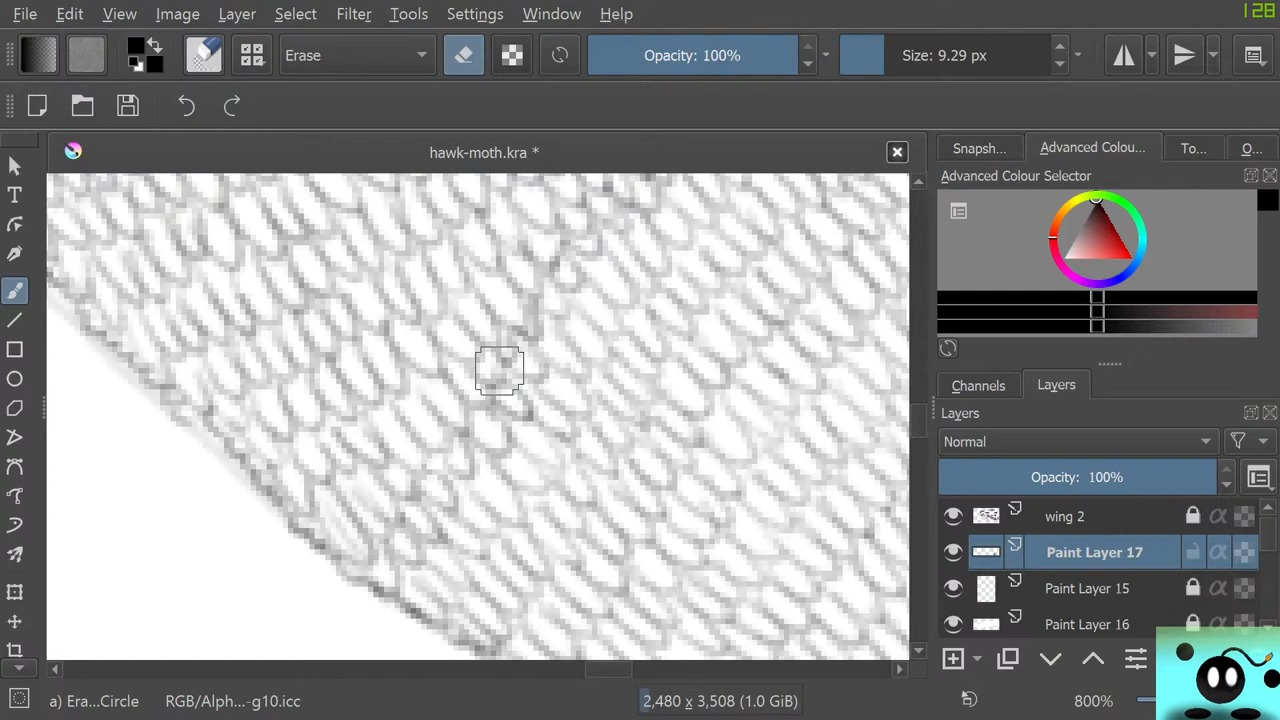 File Edit View Image Layer Select Filter Tools Settings Window Help
128
Erase
Opacity: 100%
Size: 9.29 px
hawk-moth.kra *
Snapsh...
Advanced Colou...
To...
O...
Advanced Colour Selector
Channels
Layers
Layers
Normal
Opacity: 100%
wing 2
Paint Layer 17
Paint Layer 15
Paint Layer 16
a) Era...Circle
RGB/Alph...-g10.icc
2,480 x 3,508 (1.0 GiB)
800%